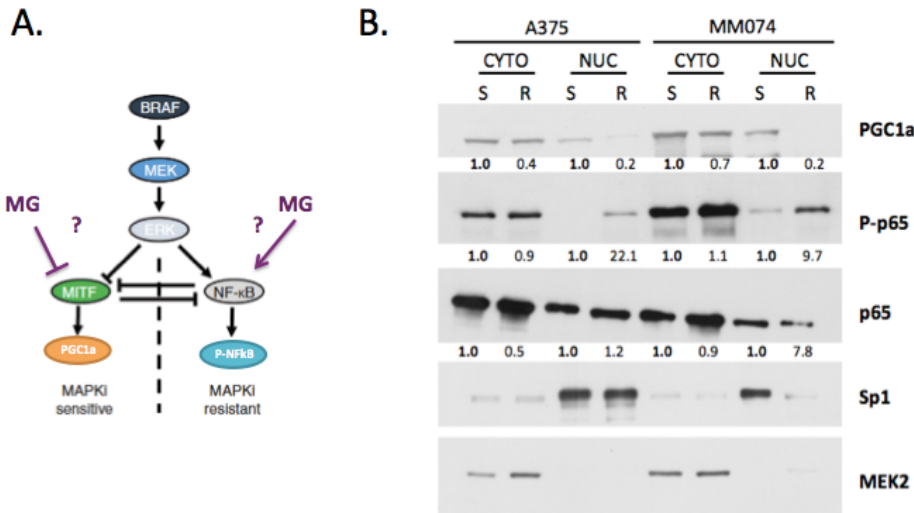 A.
BRAF
MEK
MG
?
?
MG
ERK
MITF
NF-κB
PGC1a
P-NFkB
MAPKi
sensitive
MAPKi
resistant
B.
A375
MM074
CYTO
NUC
CYTO
NUC
S
R
S
R
S
R
S
R
PGC1a
1.0 0.4 1.0 0.2 1.0 0.7 1.0 0.2
P-p65
1.0 0.9 1.0 22.1 1.0 1.1 1.0 9.7
p65
1.0 0.5 1.0 1.2 1.0 0.9 1.0 7.8
Sp1
MEK2